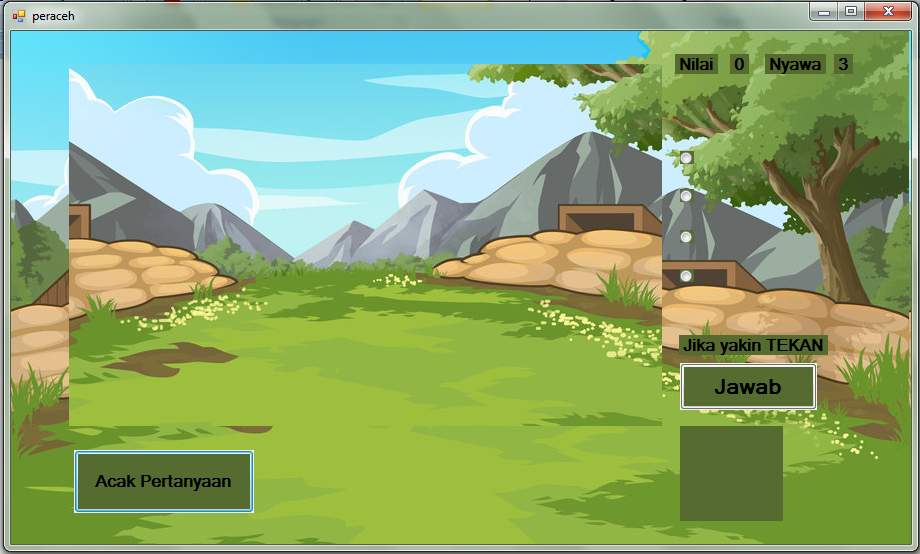 peraceh
Nilai 0 Nyawa 3
Jika yakin TEKAN
Jawab
Acak Pertanyaan